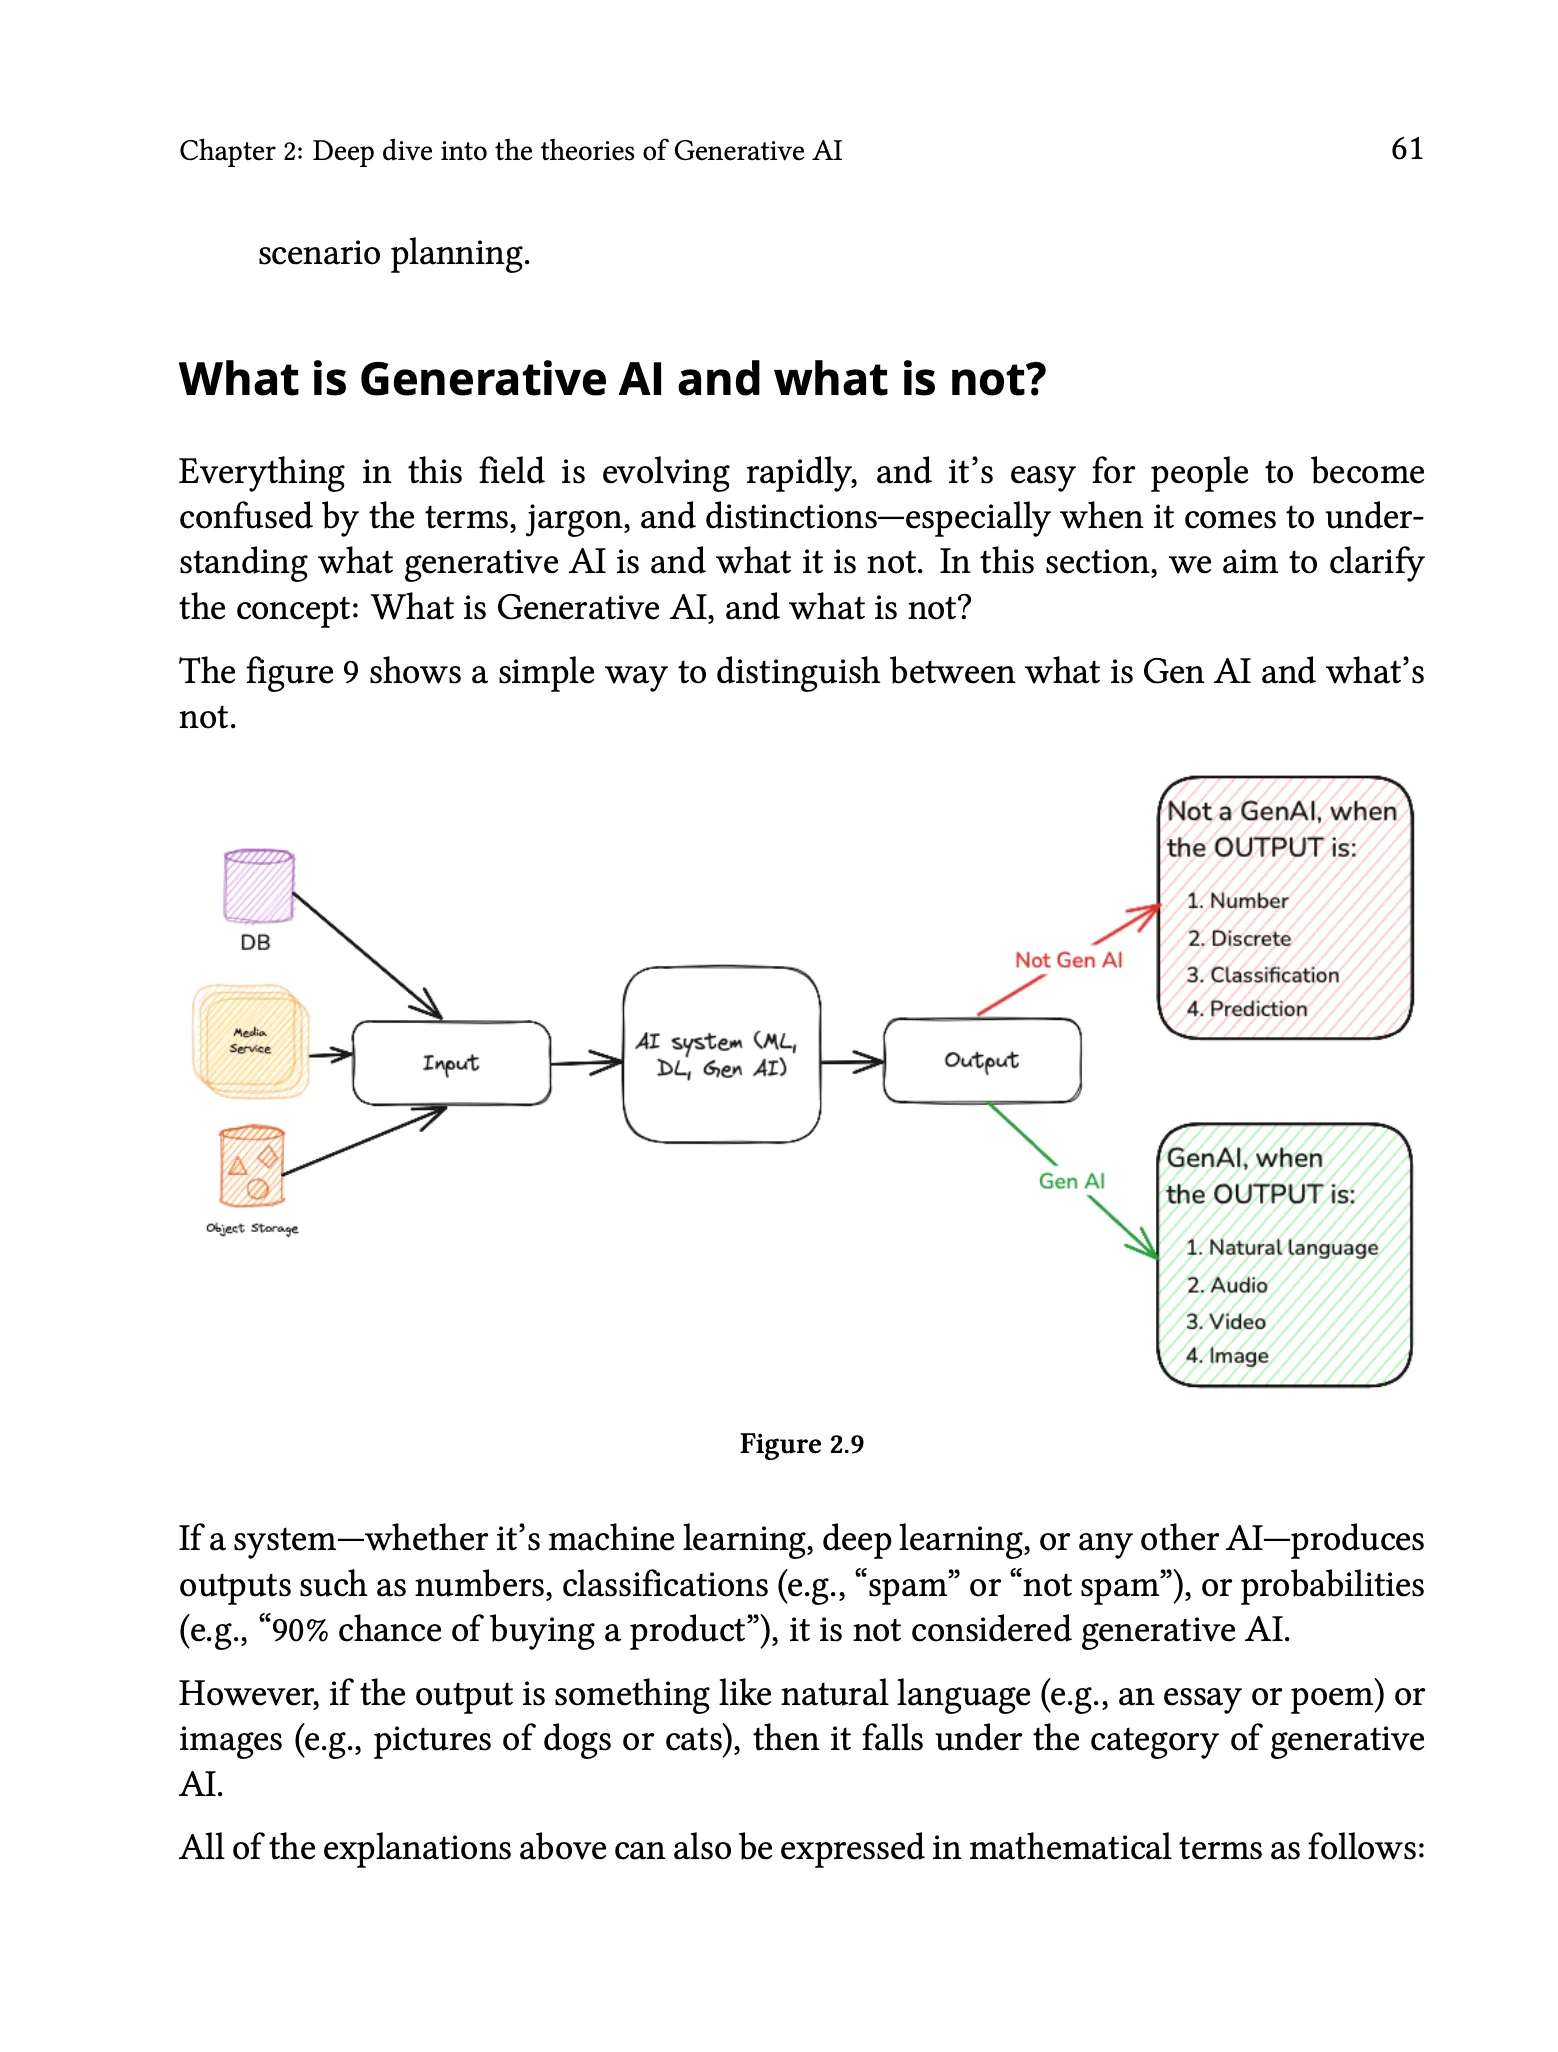 Chapter 2: Deep dive into the theories of Generative AI 61
scenario planning.
What is Generative AI and what is not?
Everything in this field is evolving rapidly, and it’s easy for people to become
confused by the terms, jargon, and distinctions—especially when it comes to under-
standing what generative AI is and what it is not. In this section, we aim to clarify
the concept: What is Generative AI, and what is not?
The figure 9 shows a simple way to distinguish between what is Gen AI and what’s
not.
DB
Media
Service
Object Storage
Input
AI system (ML,
DL, Gen AI)
Output
Not Gen AI
Gen AI
Not a GenAI, when
the OUTPUT is:
1. Number
2. Discrete
3. Classification
4. Prediction
GenAI, when
the OUTPUT is:
1. Natural language
2. Audio
3. Video
4. Image
Figure 2.9
If a system—whether it’s machine learning, deep learning, or any other AI—produces
outputs such as numbers, classifications (e.g., “spam” or “not spam”), or probabilities
(e.g., “90% chance of buying a product”), it is not considered generative AI.
However, if the output is something like natural language (e.g., an essay or poem) or
images (e.g., pictures of dogs or cats), then it falls under the category of generative
AI.
All of the explanations above can also be expressed in mathematical terms as follows: